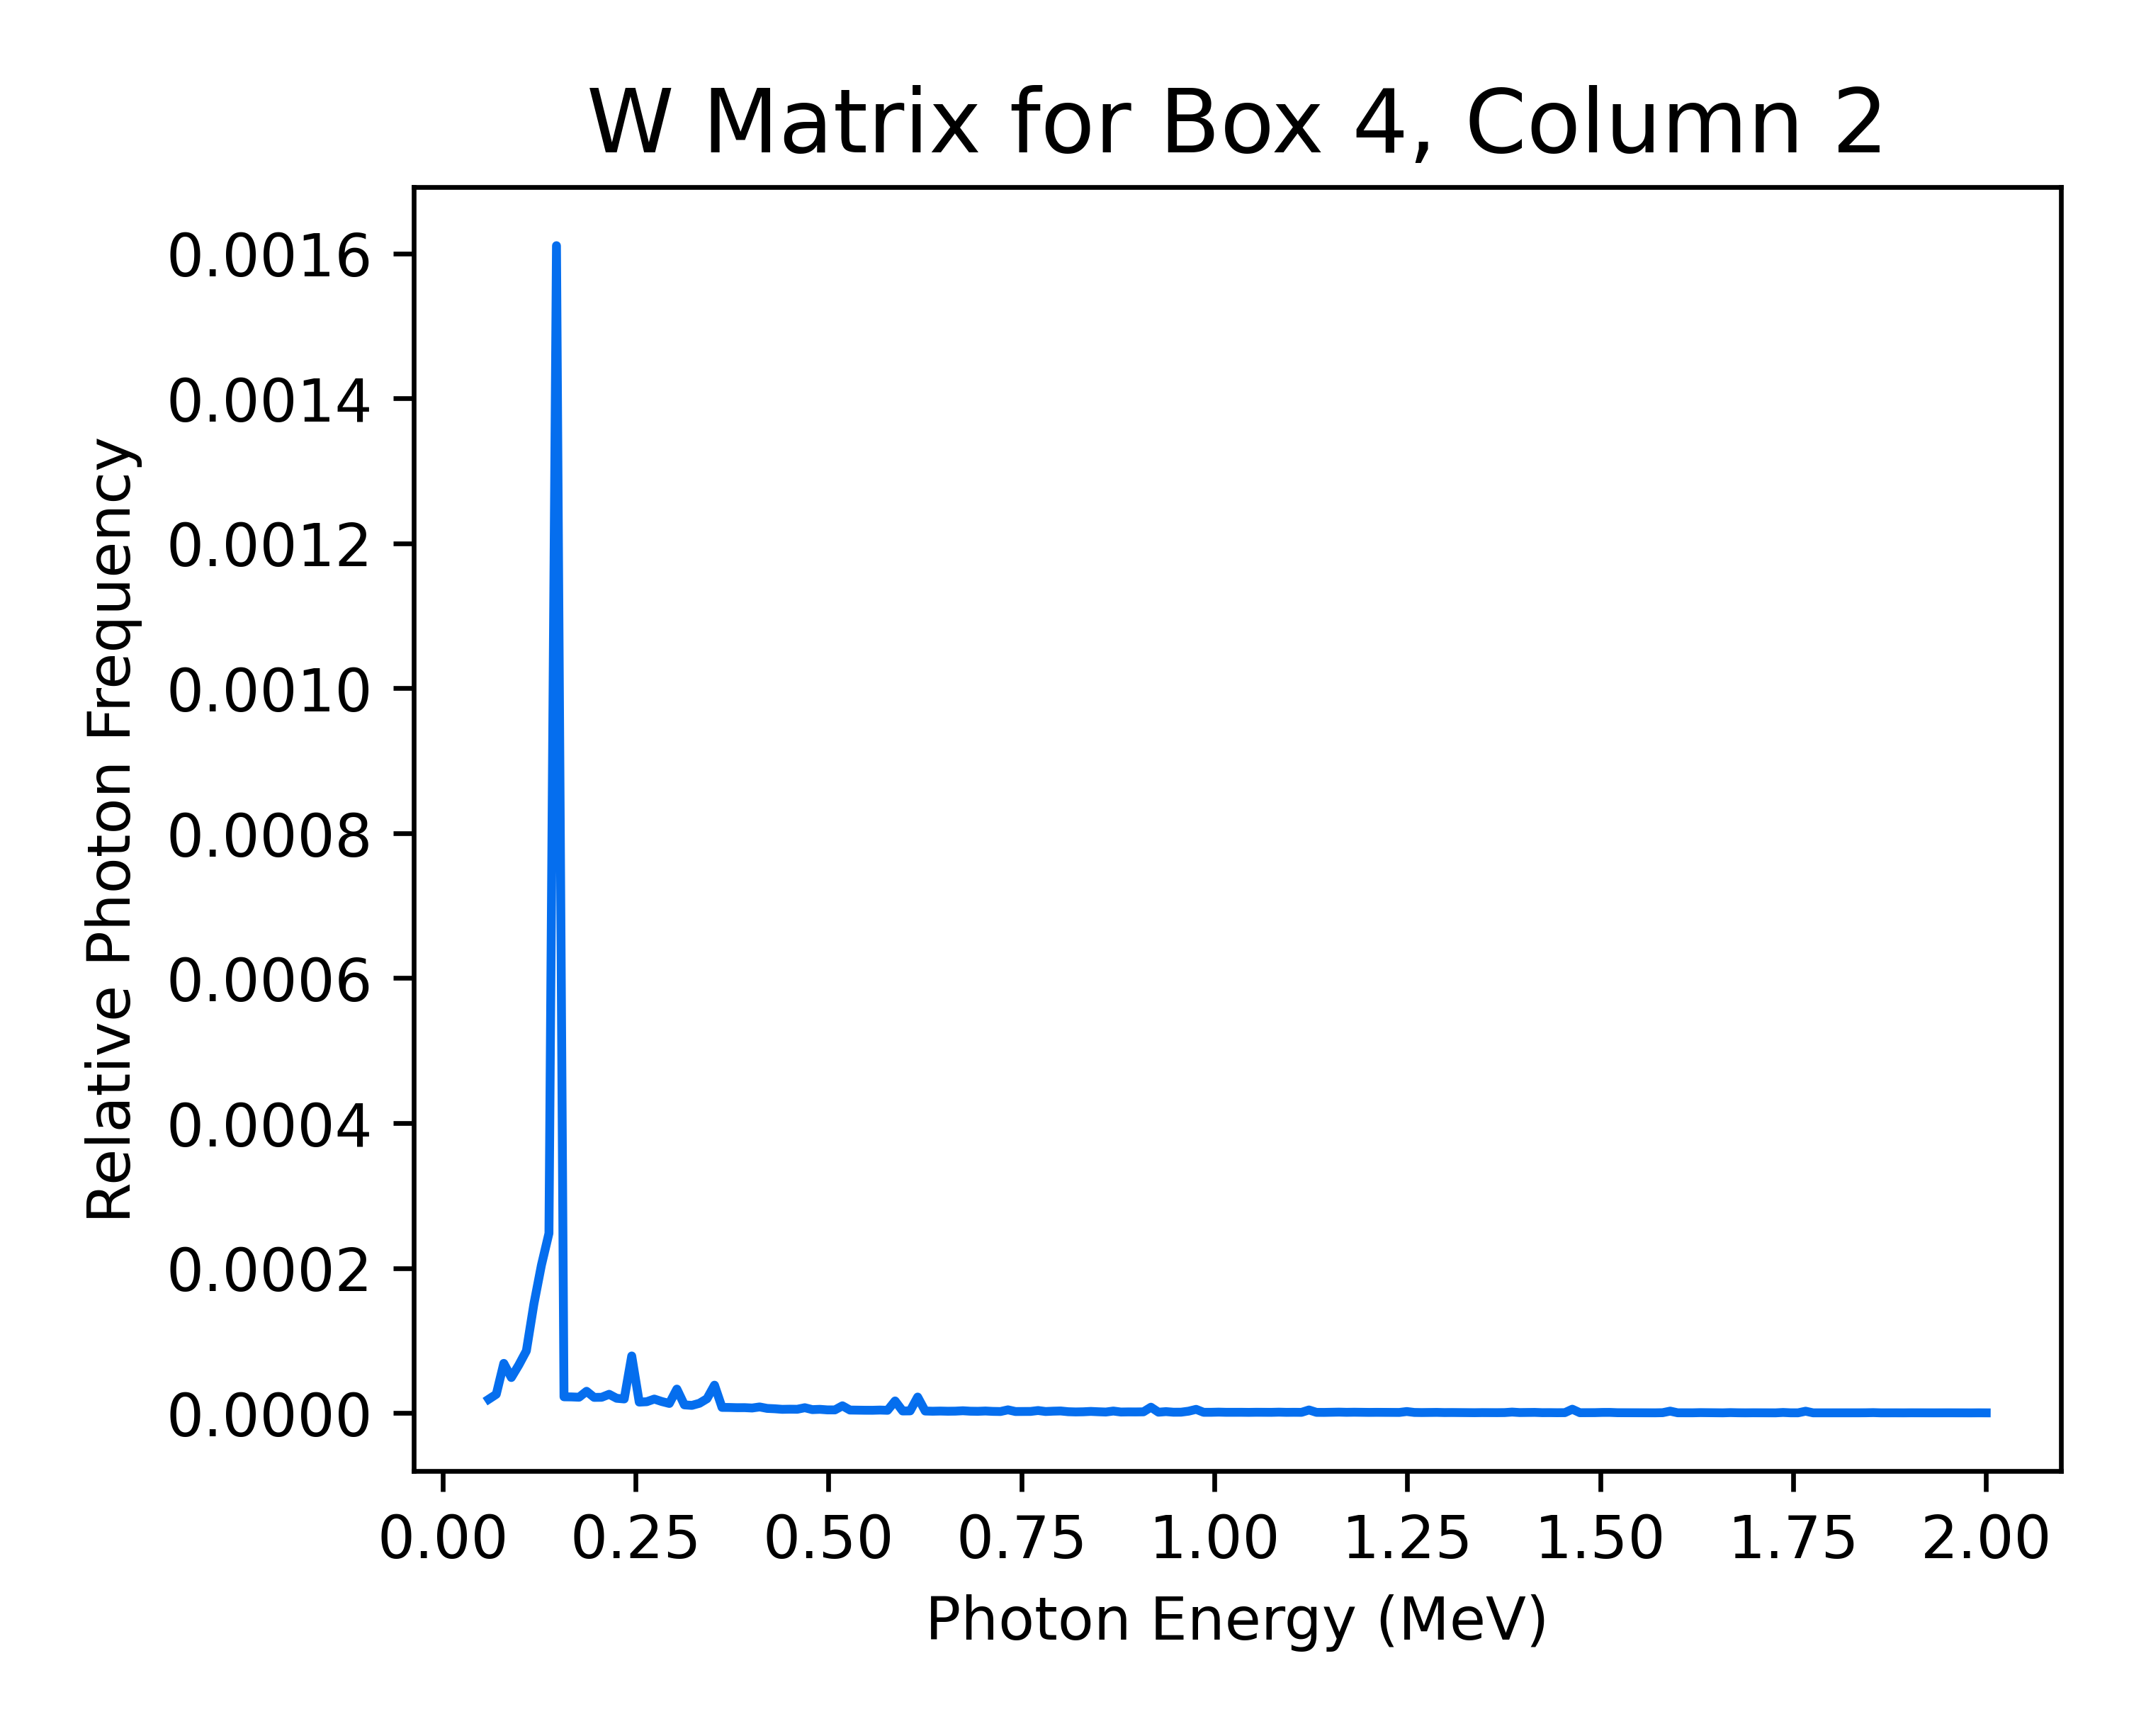 W Matrix for Box 4, Column 2
Relative Photon Frequency
0.0016
0.0014
0.0012
0.0010
0.0008
0.0006
0.0004
0.0002
0.0000
0.00 0.25 0.50 0.75 1.00 1.25 1.50 1.75 2.00
Photon Energy (MeV)